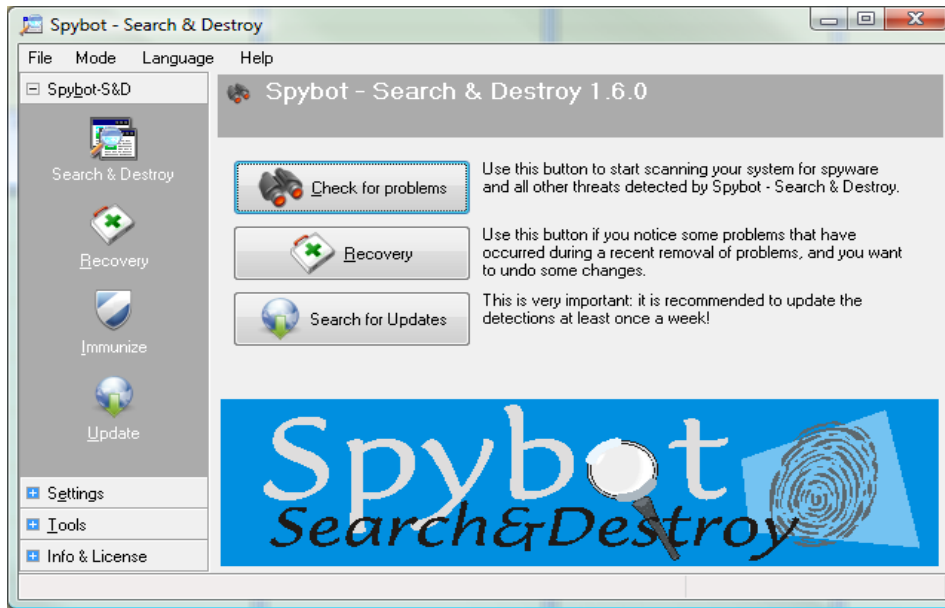 Spybot - Search & Destroy
File Mode Language Help
Spybot-S&D
Search & Destroy
Recovery
Immunize
Update
Settings
Tools
Info & License
Spybot - Search & Destroy 1.6.0
Check for problems
Use this button to start scanning your system for spyware
and all other threats detected by Spybot - Search & Destroy.
Recovery
Use this button if you notice some problems that have
occurred during a recent removal of problems, and you want
to undo some changes.
Search for Updates
This is very important: it is recommended to update the
detections at least once a week!
Spybot
Search&Destroy